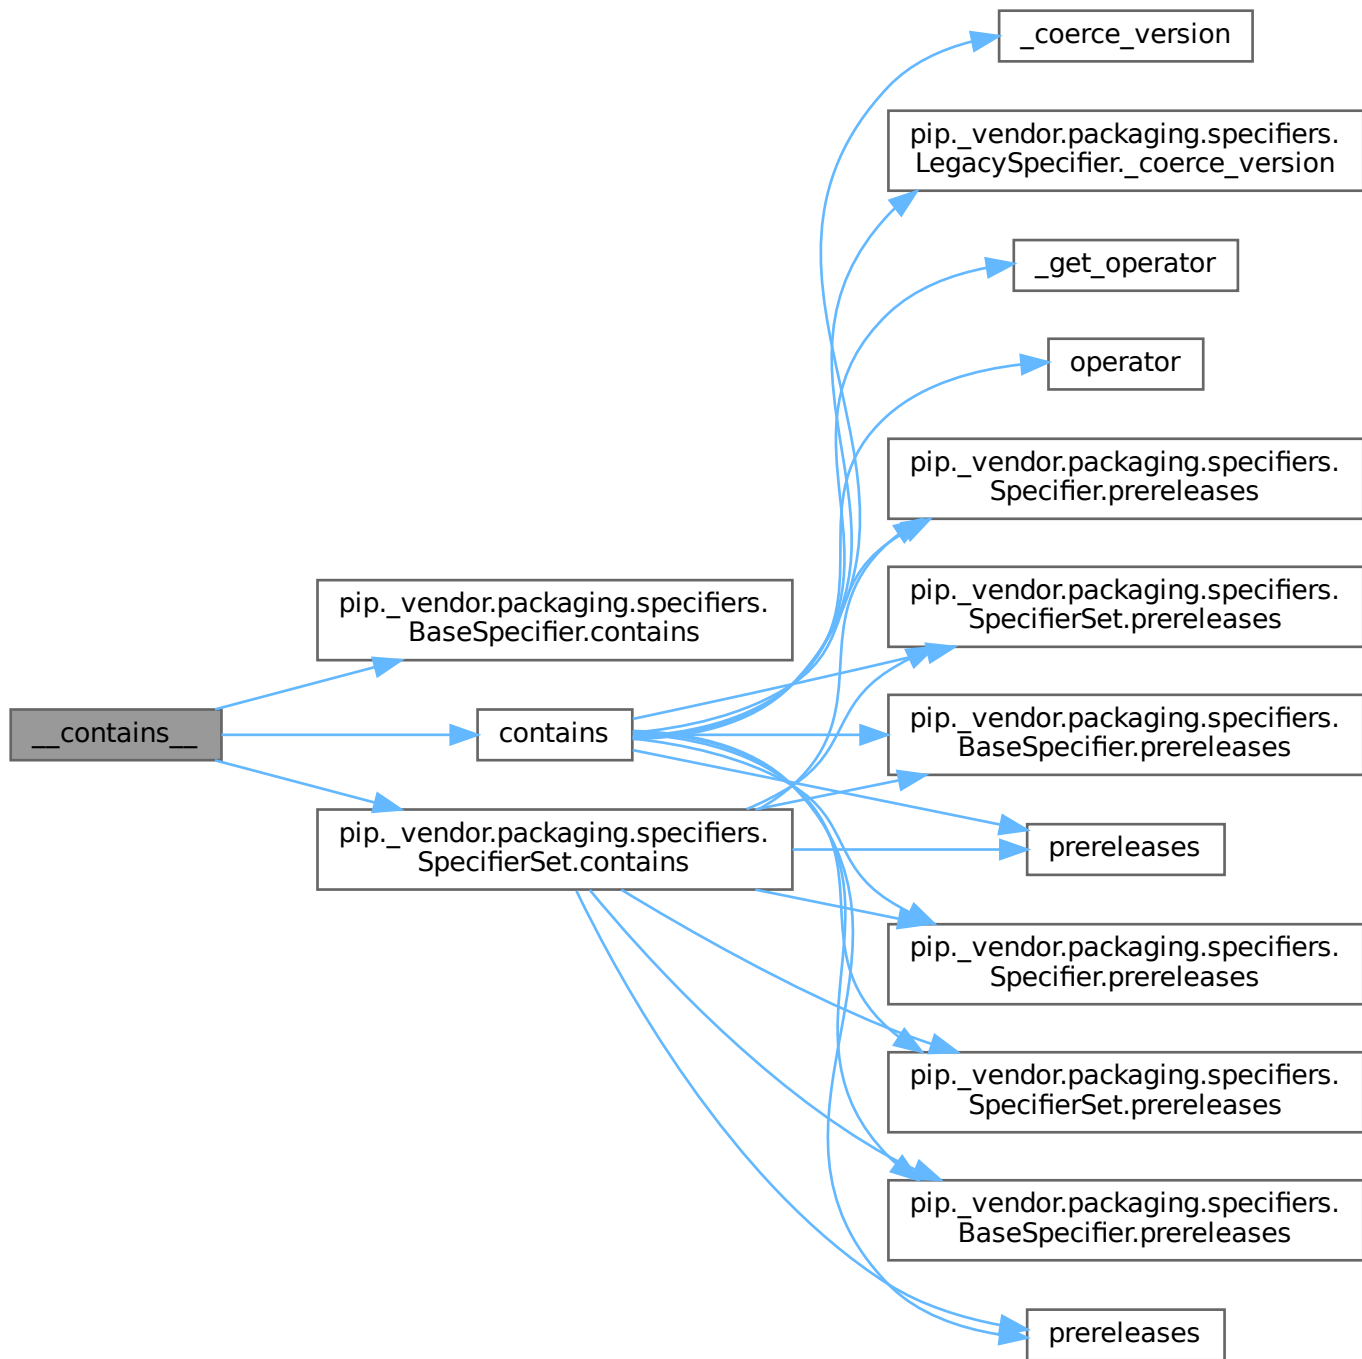 _coerce_version
pip._vendor.packaging.specifiers.
LegacySpecifier._coerce_version
_get_operator
operator
pip._vendor.packaging.specifiers.
Specifier.prereleases
pip._vendor.packaging.specifiers.
SpecifierSet.prereleases
pip._vendor.packaging.specifiers.
BaseSpecifier.contains
pip._vendor.packaging.specifiers.
BaseSpecifier.prereleases
__contains__
contains
pip._vendor.packaging.specifiers.
SpecifierSet.contains
prereleases
pip._vendor.packaging.specifiers.
Specifier.prereleases
pip._vendor.packaging.specifiers.
SpecifierSet.prereleases
pip._vendor.packaging.specifiers.
BaseSpecifier.prereleases
prereleases